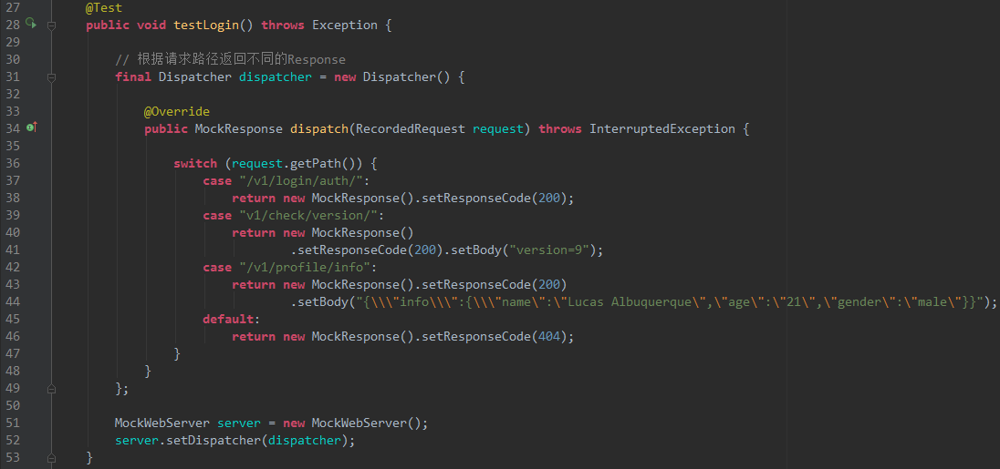 27 @Test
28 public void testLogin() throws Exception {
29
30 // 根据请求路径返回不同的Response
31 final Dispatcher dispatcher = new Dispatcher() {
32
33 @Override
34 public MockResponse dispatch(RecordedRequest request) throws InterruptedException {
35
36 switch (request.getPath()) {
37 case "/v1/login/auth/":
38 return new MockResponse().setResponseCode(200);
39 case "v1/check/version/":
40 return new MockResponse()
41 .setResponseCode(200).setBody("version=9");
42 case "/v1/profile/info":
43 return new MockResponse().setResponseCode(200)
44 .setBody("{\\\"info\\\":{\\\"name\":\"Lucas Albuquerque\",\"age\":\"21\",\"gender\":\"male\"}}");
45 default:
46 return new MockResponse().setResponseCode(404);
47 }
48 }
49 };
50
51 MockWebServer server = new MockWebServer();
52 server.setDispatcher(dispatcher);
53 }